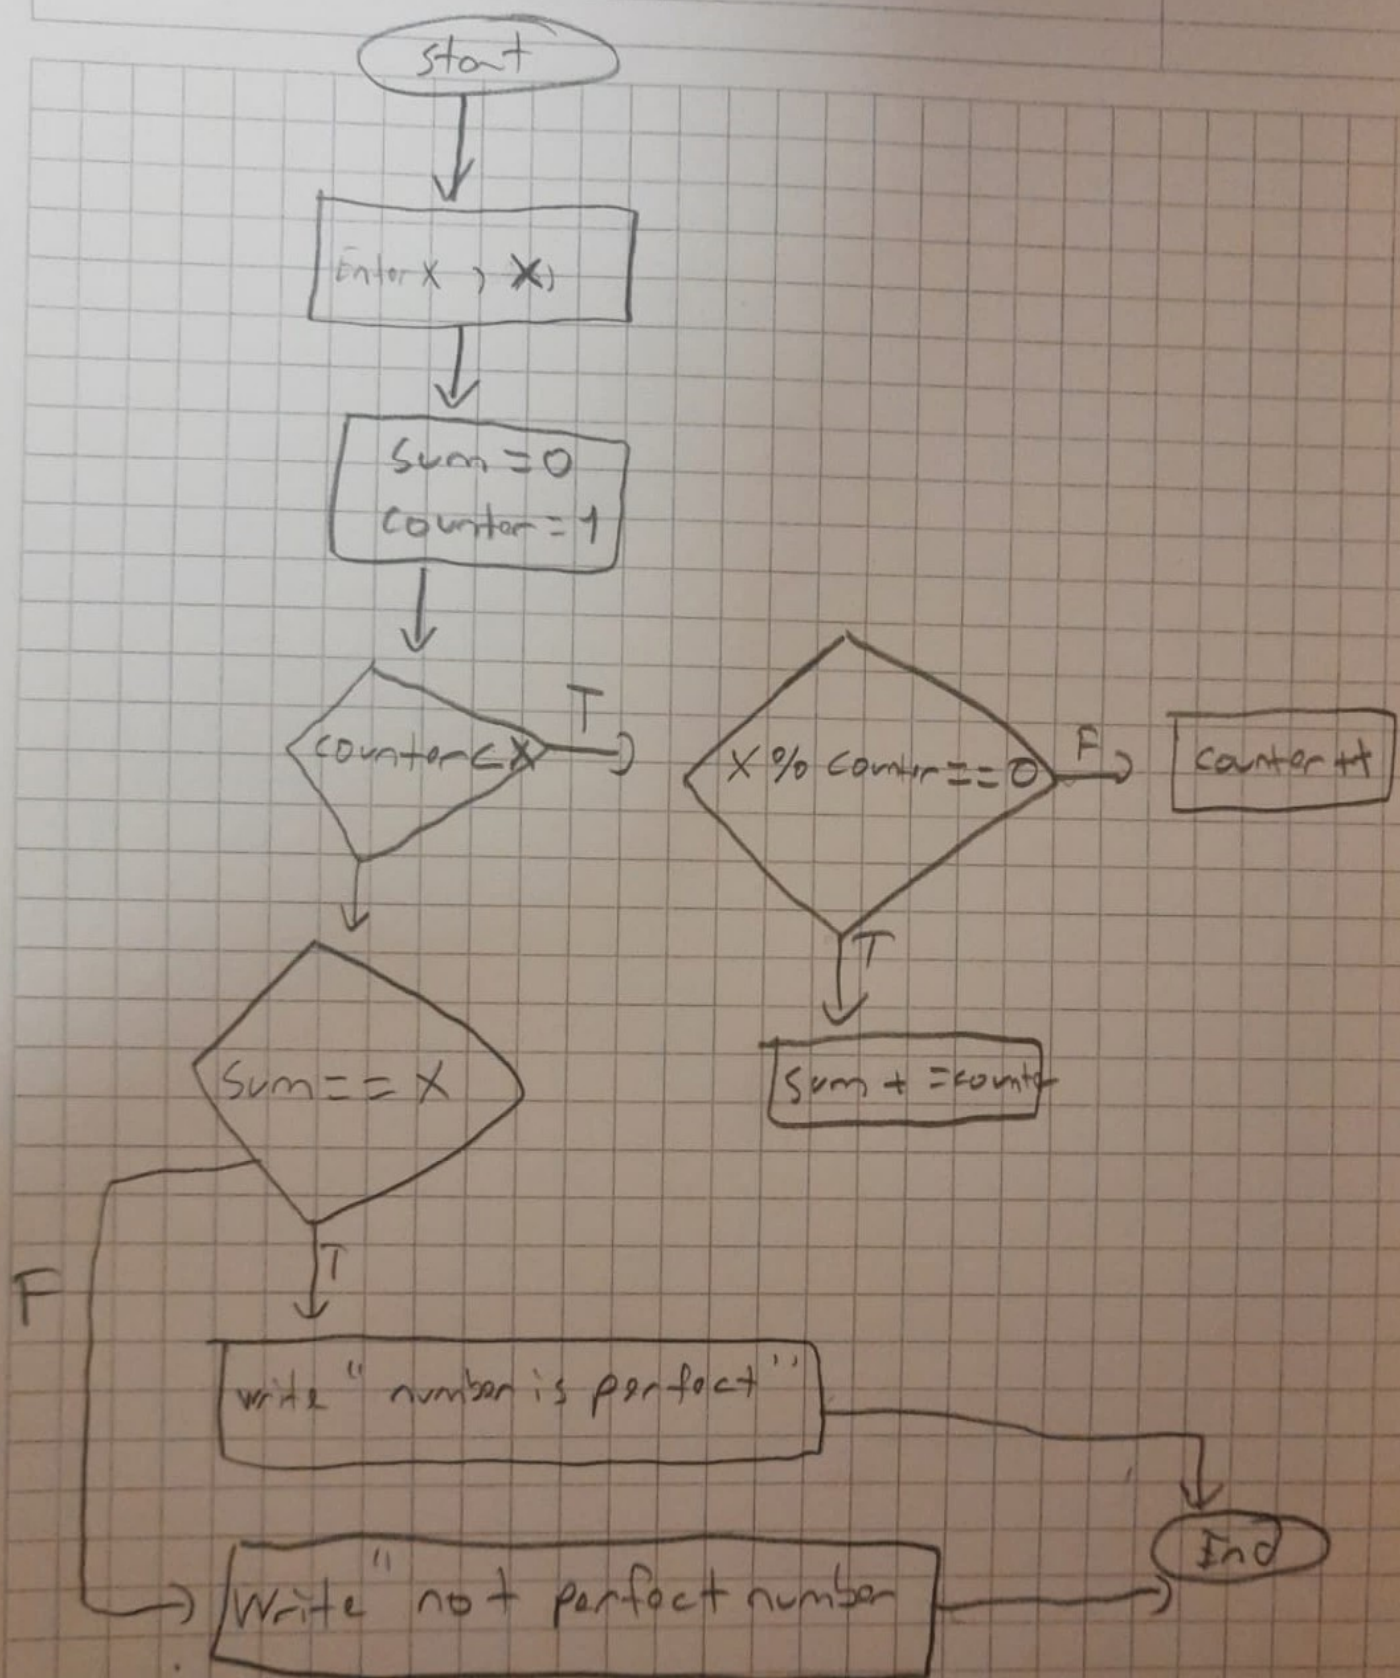 start
Enter X , X,
Sum = 0
counter = 1
counter < X
T
X % counter == 0
F
counter ++
T
Sum + = counter
Sum == X
F
T
write " number is perfect "
Write " not perfect number
End